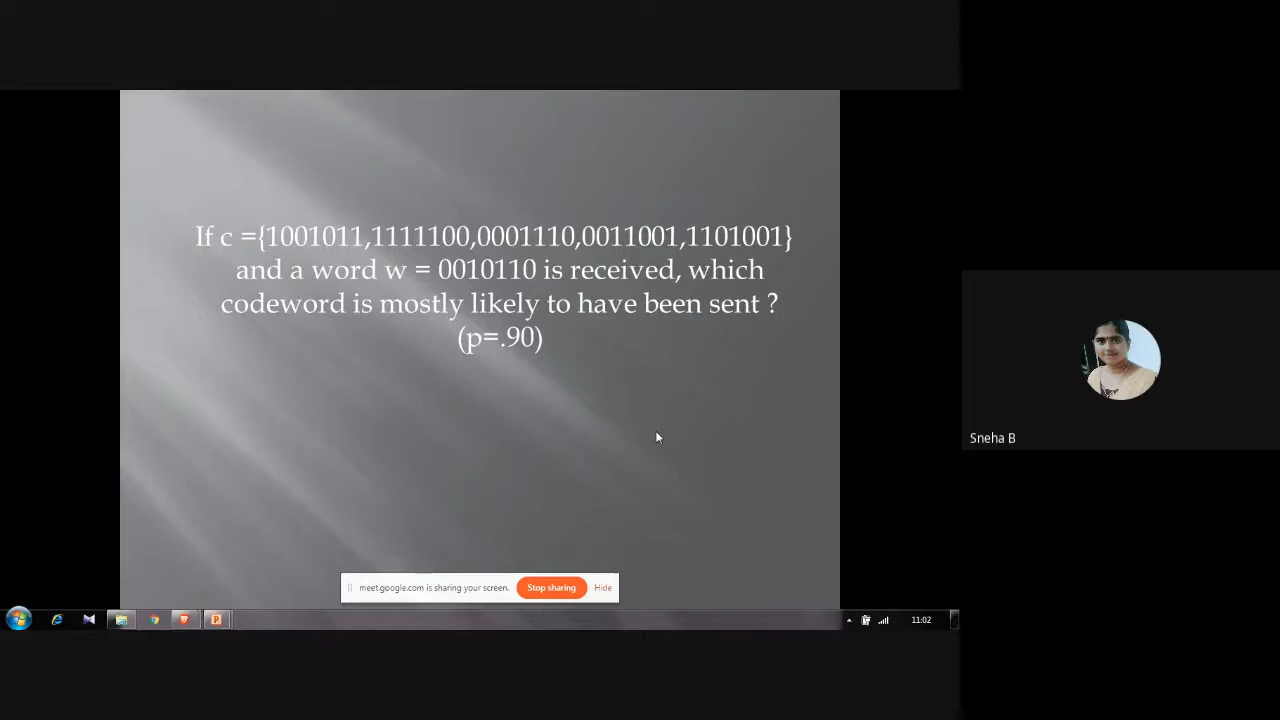 If c ={1001011,1111100,0001110,0011001,1101001}
and a word w = 0010110 is received, which
codeword is mostly likely to have been sent ?
(p=.90)
Sneha B
meet.google.com is sharing your screen.
Stop sharing
Hide
11:02